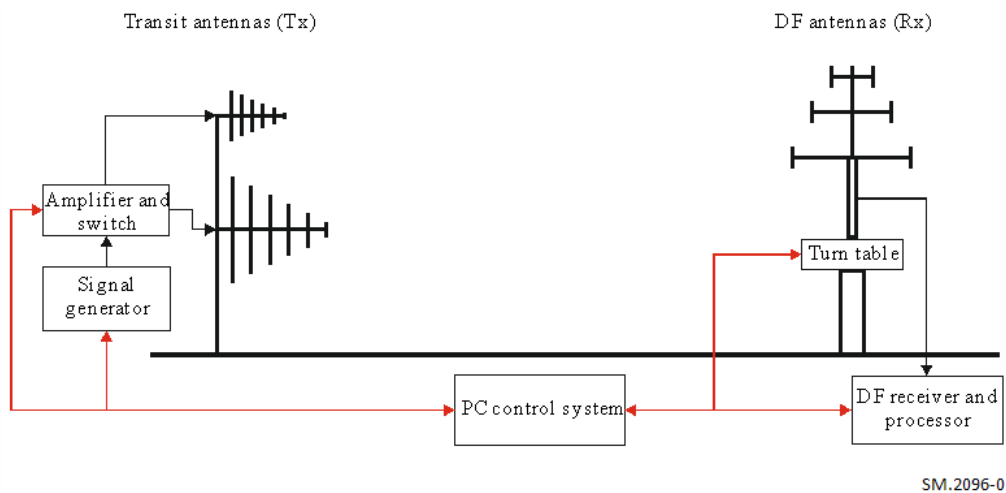 Transit antennas (Tx)
DF antennas (Rx)
Amplifier and
switch
Turn table
Signal
generator
PC control system
DF receiver and
processor
SM.2096-0